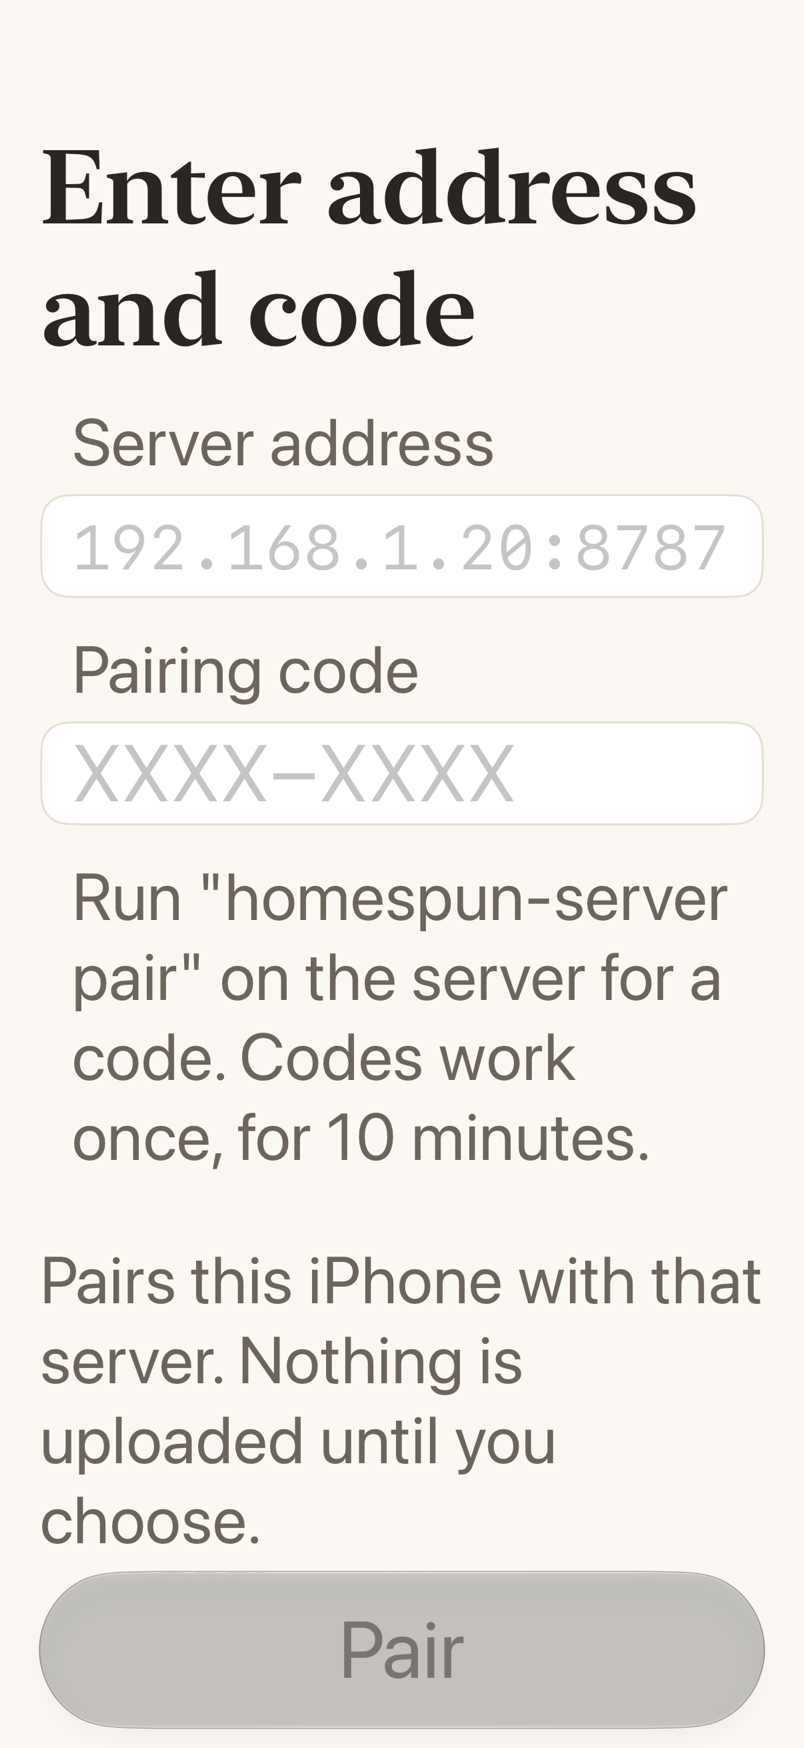 Enter address
and code
Server address
192.168.1.20:8787
Pairing code
XXXX–XXXX
Run "homespun-server
pair" on the server for a
code. Codes work
once, for 10 minutes.
Pairs this iPhone with that
server. Nothing is
uploaded until you
choose.
Pair